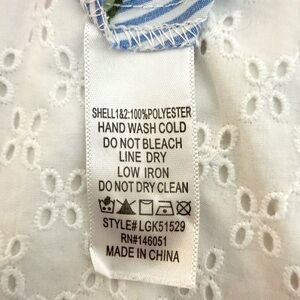 SHELL1&2:100%POLYESTER
HAND WASH COLD
DO NOT BLEACH
LINE DRY
LOW IRON
DO NOT DRY CLEAN
STYLE# LGK51529
RN#146051
MADE IN CHINA